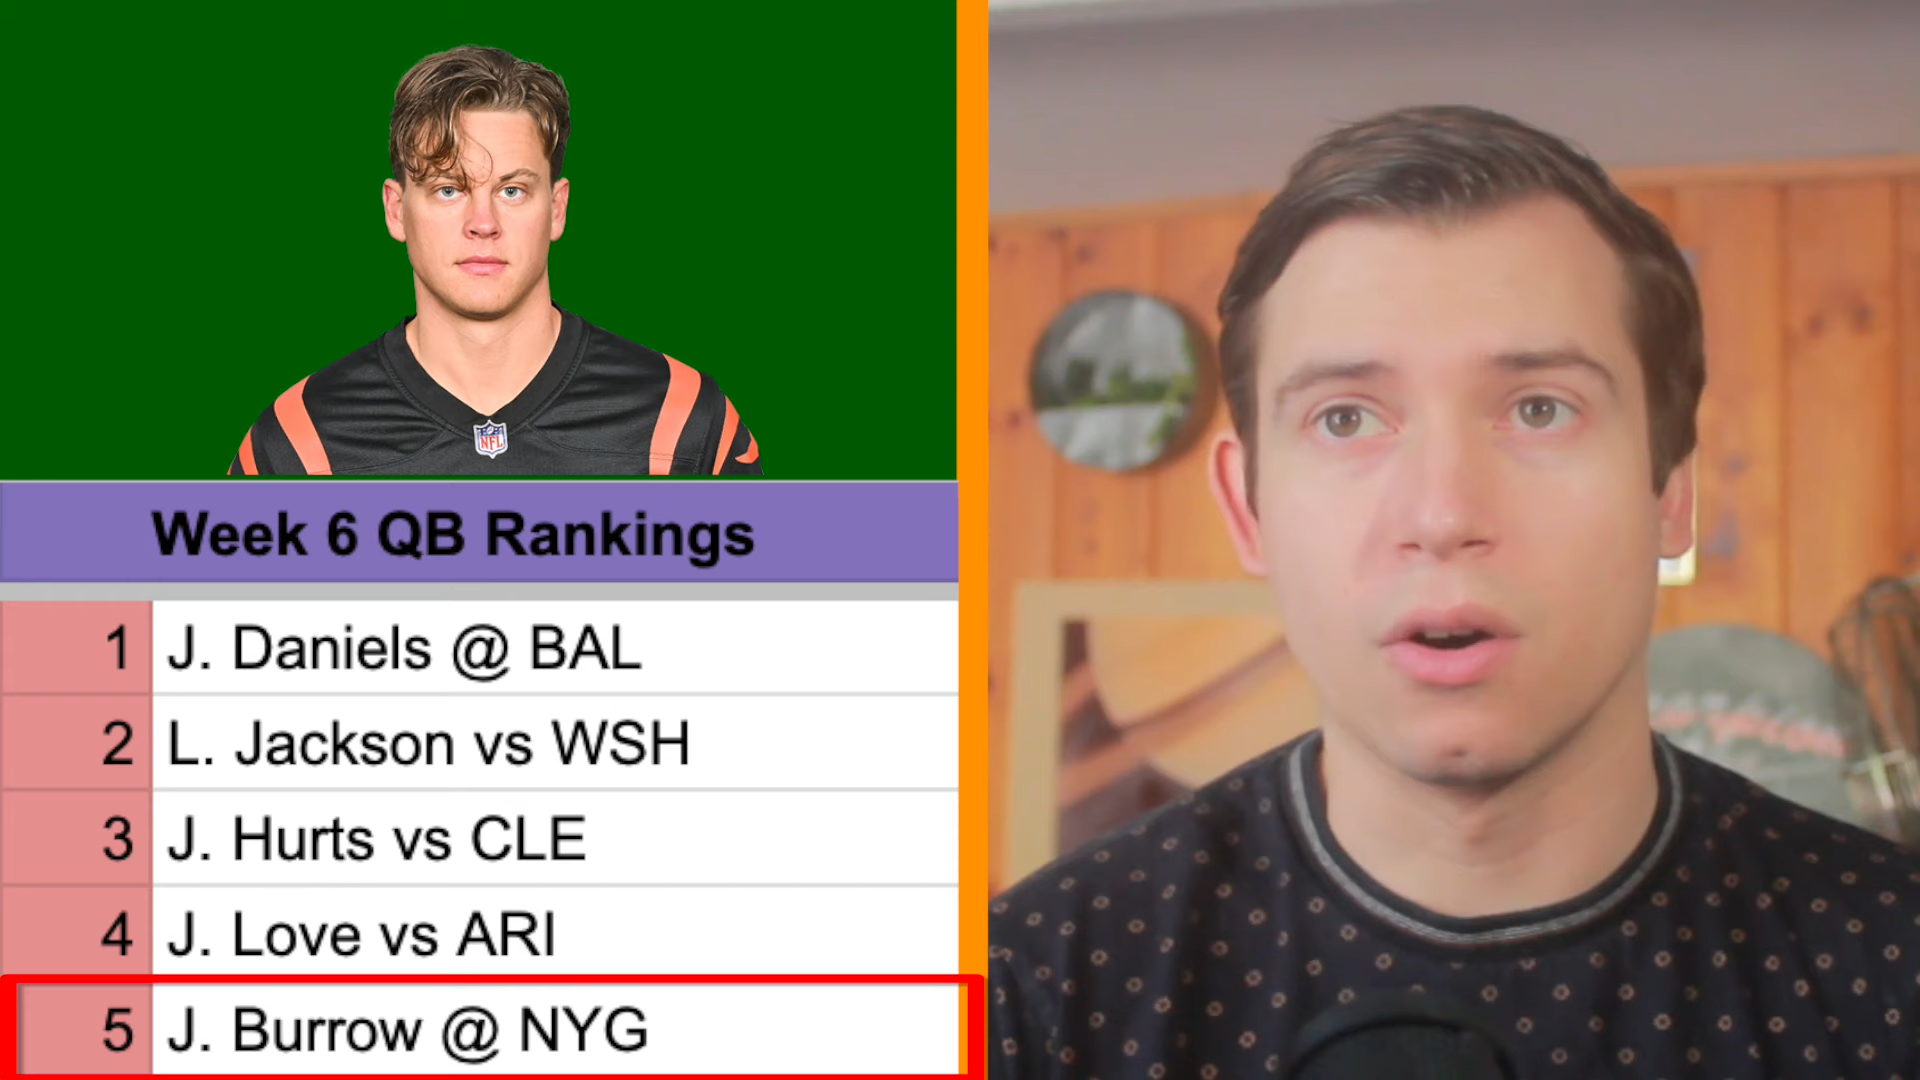 NFL
Week 6 QB Rankings
1 J. Daniels @ BAL
2 L. Jackson vs WSH
3 J. Hurts vs CLE
4 J. Love vs ARI
5 J. Burrow @ NYG